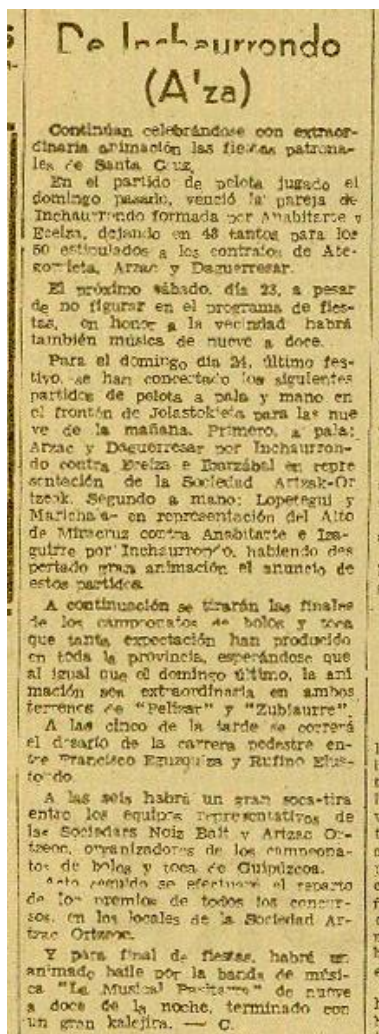 De Inchaurrondo
(A'za)
Continúan celebrándose con extraor-
dinaria animación las fiestas patrona-
les de Santa Cruz.
En el partido de pelota jugado el
domingo pasado, venció la pareja de
Inchaurrondo formada por Anabitarte y
Eceiza, dejando en 48 tantos para los
50 estipulados a los contratos de Ate-
gorrieta, Arzac y Daguerresar.
El próximo sábado, día 23, a pesar
de no figurar en el programa de fies-
tas, en honor a la vecindad habrá
también música de nueve a doce.
Para el domingo día 24, último fes-
tivo, se han concertado los siguientes
partidos de pelota a pala y mano en
el frontón de Jolastokieta para las nue
ve de la mañana. Primero, a pala:
Arzac y Daguerresar por Inchaurron-
do contra Eceiza e Ibarzábal en repre
sentación de la Sociedad Artzak-Or
tzeok. Segundo a mano: Lopetegui y
Marichalar en representación del Alto
de Miracruz contra Anabitarte e Iza-
guirre por Inchaurrondo, habiendo des
pertado gran animación el anuncio de
estos partidos.
A continuación se tirarán las finales
de los campeonatos de bolos y toca
que tanta expectación han producido
en toda la provincia, esperándose que
al igual que el domingo último, la ani
mación sea extraordinaria en ambos
terrenos de "Pelizar" y "Zubiaurre".
A las cinco de la tarde se correrá
el desafío de la carrera pedestre en-
tre Francisco Eguzquiza y Rufino Elus-
tondo.
A las seis habrá un gran soca-tira
entre los equipos representativos de
las Sociedars Noiz Bait y Artzac Or-
tzeoc, organizadores de los campeona-
tos de bolos y toca de Guipúzcoa.
Acto seguido se efectuará el reparto
de los premios de todos los concur-
sos, en los locales de la Sociedad Ar-
tzac Ortzeoc.
Y para final de fiestas, habrá un
animado baile por la banda de músi-
ca "La Musical" de nueve
a doce de la noche, terminado con
un gran kalejira. — C.